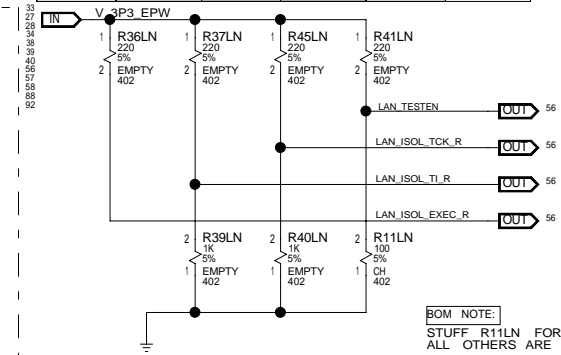 33
27
28
34
38
39
40
56
57
58
88
92
IN
V_3P3_EPW
1 R36LN
220
5%
2 EMPTY
402
1 R37LN
220
5%
2 EMPTY
402
1 R45LN
220
5%
2 EMPTY
402
1 R41LN
220
5%
2 EMPTY
402
LAN_TESTEN OUT 56
LAN_ISOL_TCK_R OUT 56
LAN_ISOL_TI_R OUT 56
LAN_ISOL_EXEC_R OUT 56
2 R39LN
1K
5%
1 EMPTY
402
2 R40LN
1K
5%
1 EMPTY
402
2 R11LN
100
5%
1 CH
402
BOM NOTE:
STUFF R11LN FOR
ALL OTHERS ARE